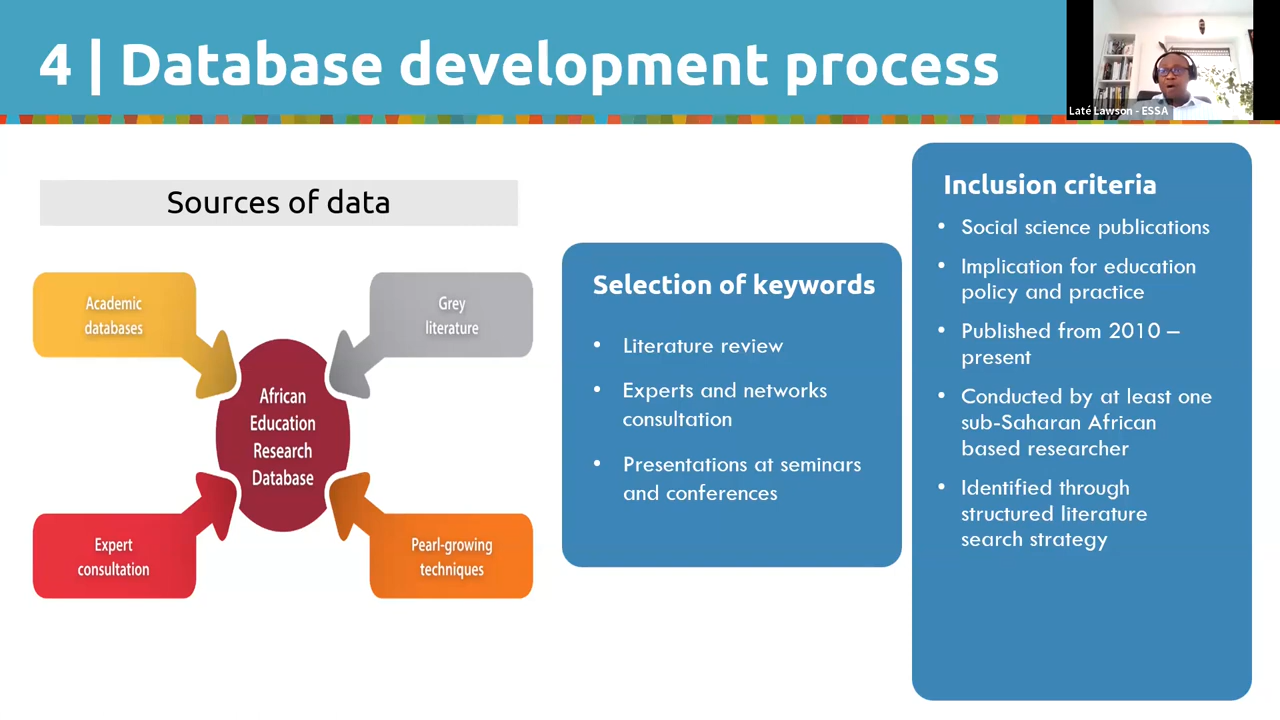 4 | Database development process
Laté Lawson - ESSA
Sources of data
Academic
databases
Grey
literature
African
Education
Research
Database
Expert
consultation
Pearl-growing
techniques
Selection of keywords
• Literature review
• Experts and networks
consultation
• Presentations at seminars
and conferences
Inclusion criteria
• Social science publications
• Implication for education
policy and practice
• Published from 2010 –
present
• Conducted by at least one
sub-Saharan African
based researcher
• Identified through
structured literature
search strategy